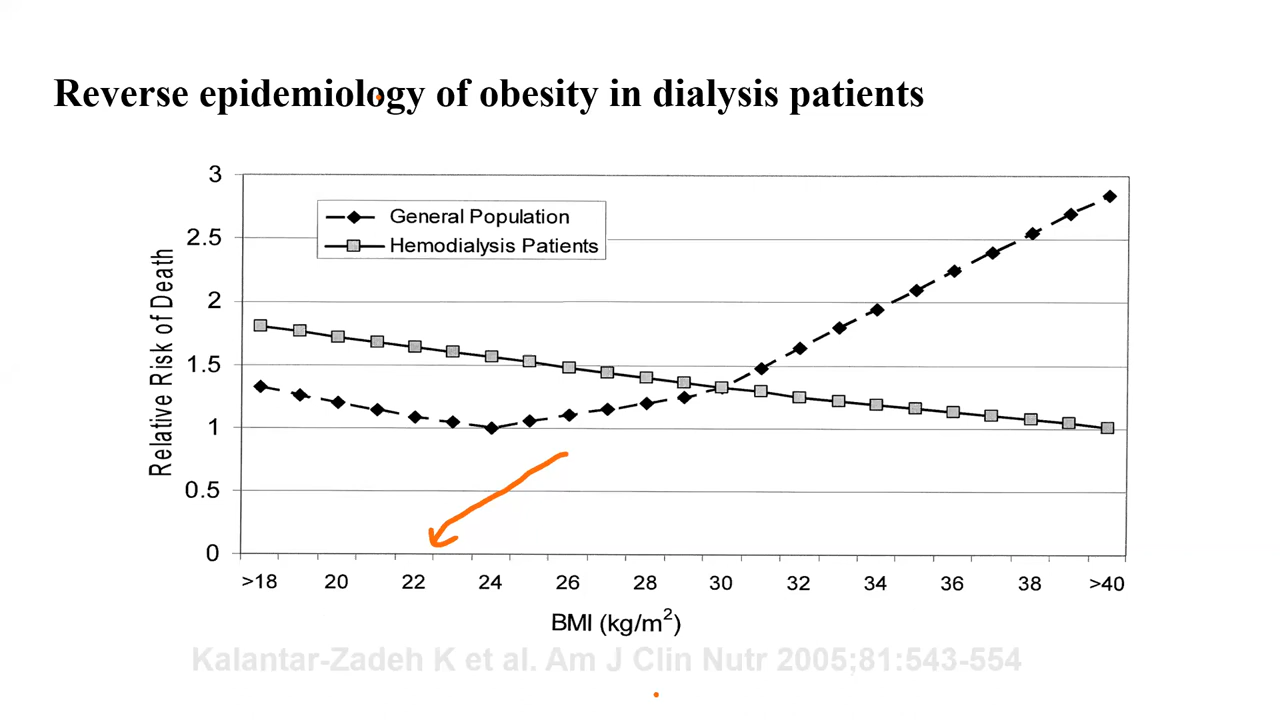 Reverse epidemiology of obesity in dialysis patients
3
General Population
2.5
Hemodialysis Patients
2
1.5
1
0.5
0
Relative Risk of Death
>18 20 22 24 26 28 30 32 34 36 38 >40
BMI (kg/m²)
Kalantar-Zadeh K et al. Am J Clin Nutr 2005;81:543-554